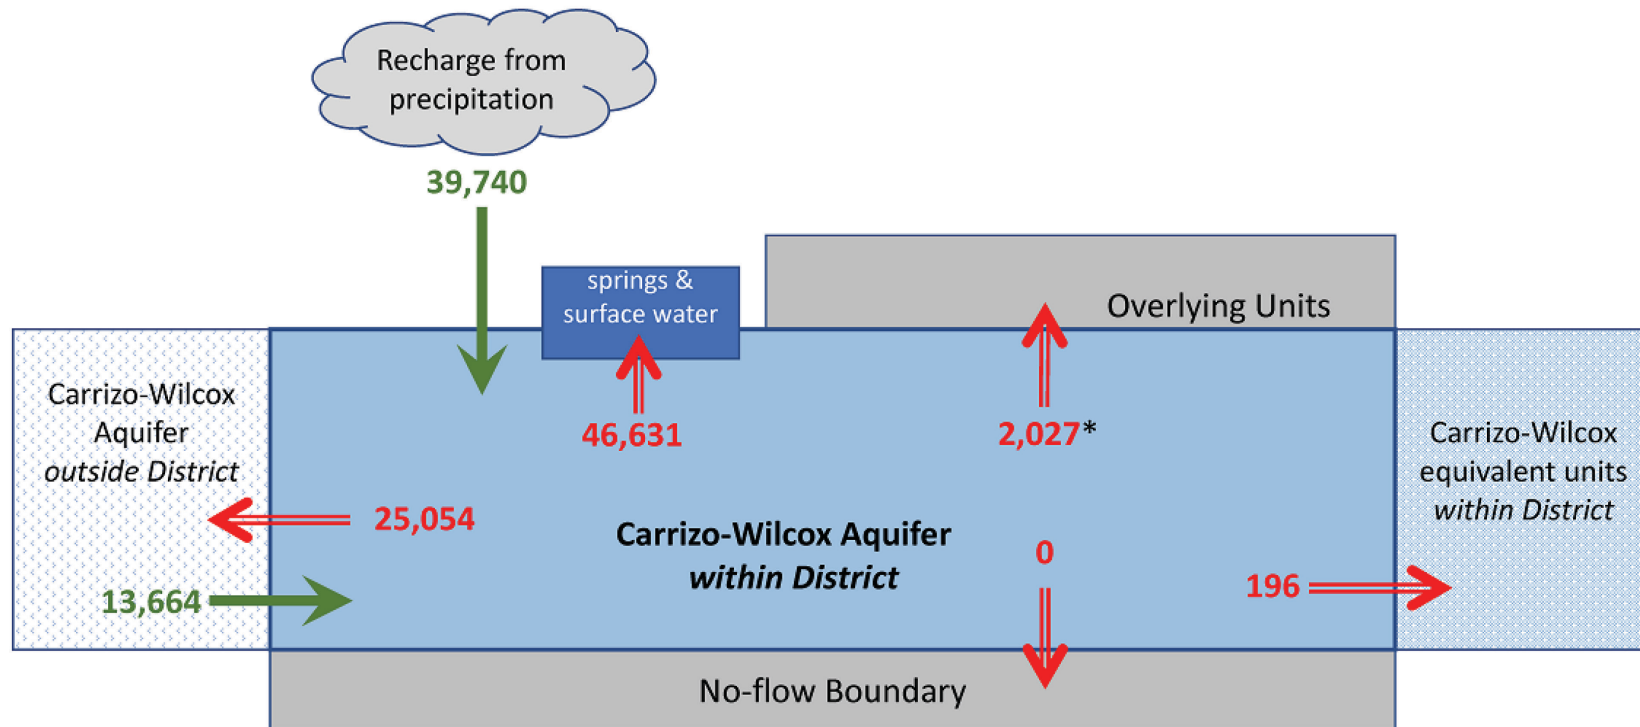 Recharge from
precipitation
39,740
springs &
surface water
Overlying Units
Carrizo-Wilcox
Aquifer
outside District
46,631
2,027*
Carrizo-Wilcox
equivalent units
within District
25,054
Carrizo-Wilcox Aquifer
within District
0
13,664
196
No-flow Boundary